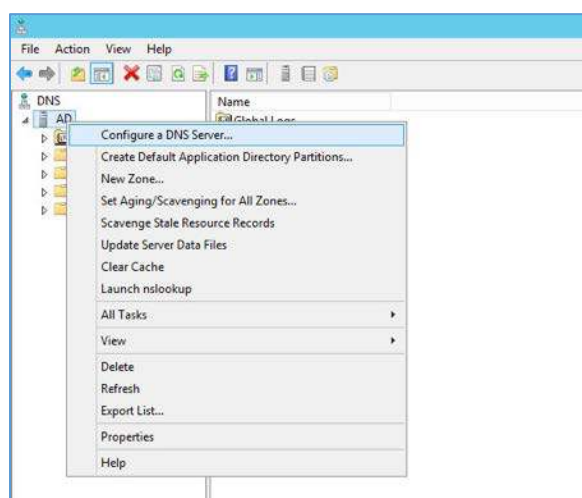 File Action View Help
DNS
Name
AD
Global Logs
Configure a DNS Server...
Create Default Application Directory Partitions...
New Zone...
Set Aging/Scavenging for All Zones...
Scavenge Stale Resource Records
Update Server Data Files
Clear Cache
Launch nslookup
All Tasks
View
Delete
Refresh
Export List...
Properties
Help